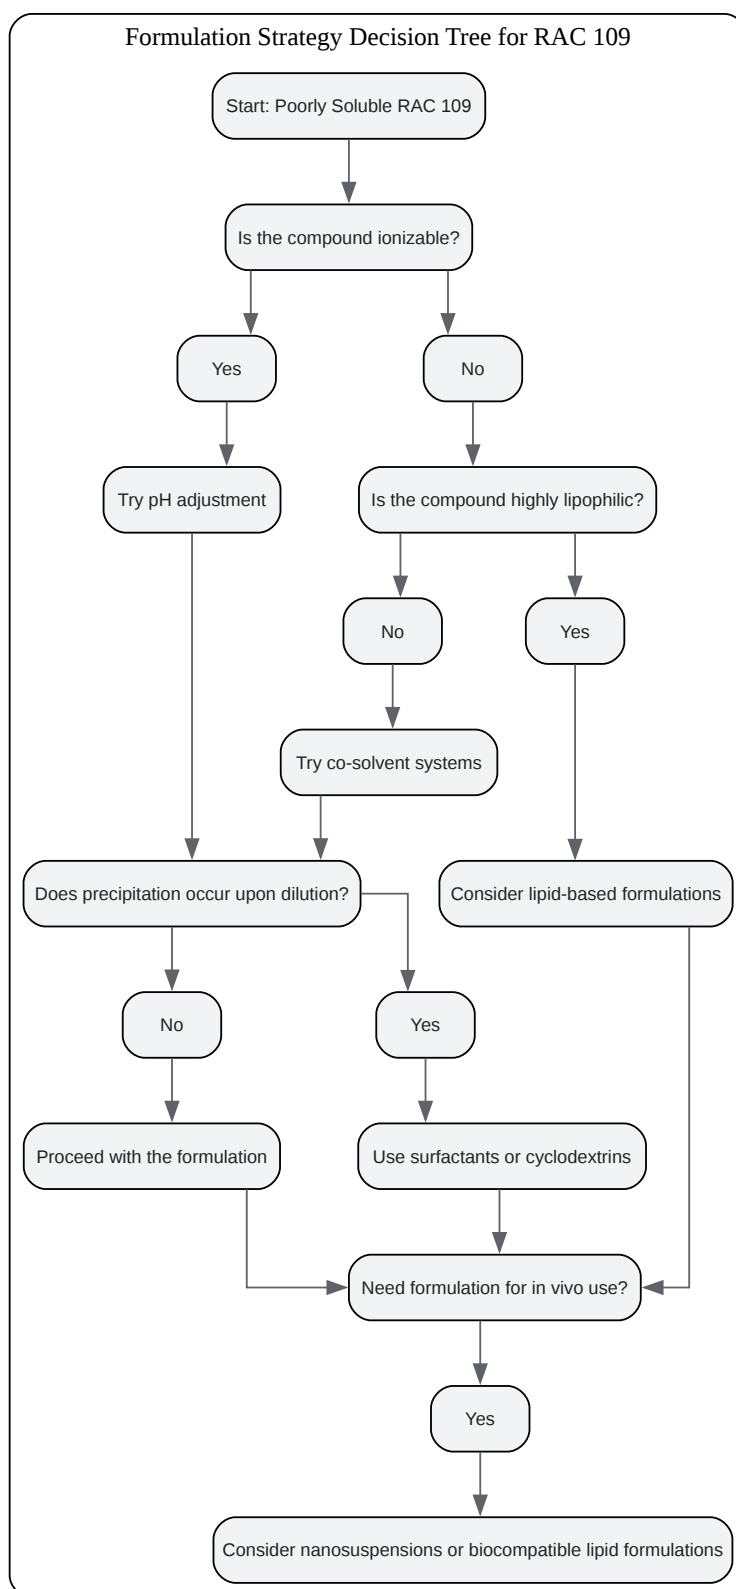 Formulation Strategy Decision Tree for RAC 109
Start: Poorly Soluble RAC 109
Is the compound ionizable?
Yes
No
Try pH adjustment
Is the compound highly lipophilic?
No
Yes
Try co-solvent systems
Does precipitation occur upon dilution?
Consider lipid-based formulations
No
Yes
Proceed with the formulation
Use surfactants or cyclodextrins
Need formulation for in vivo use?
Yes
Consider nanosuspensions or biocompatible lipid formulations